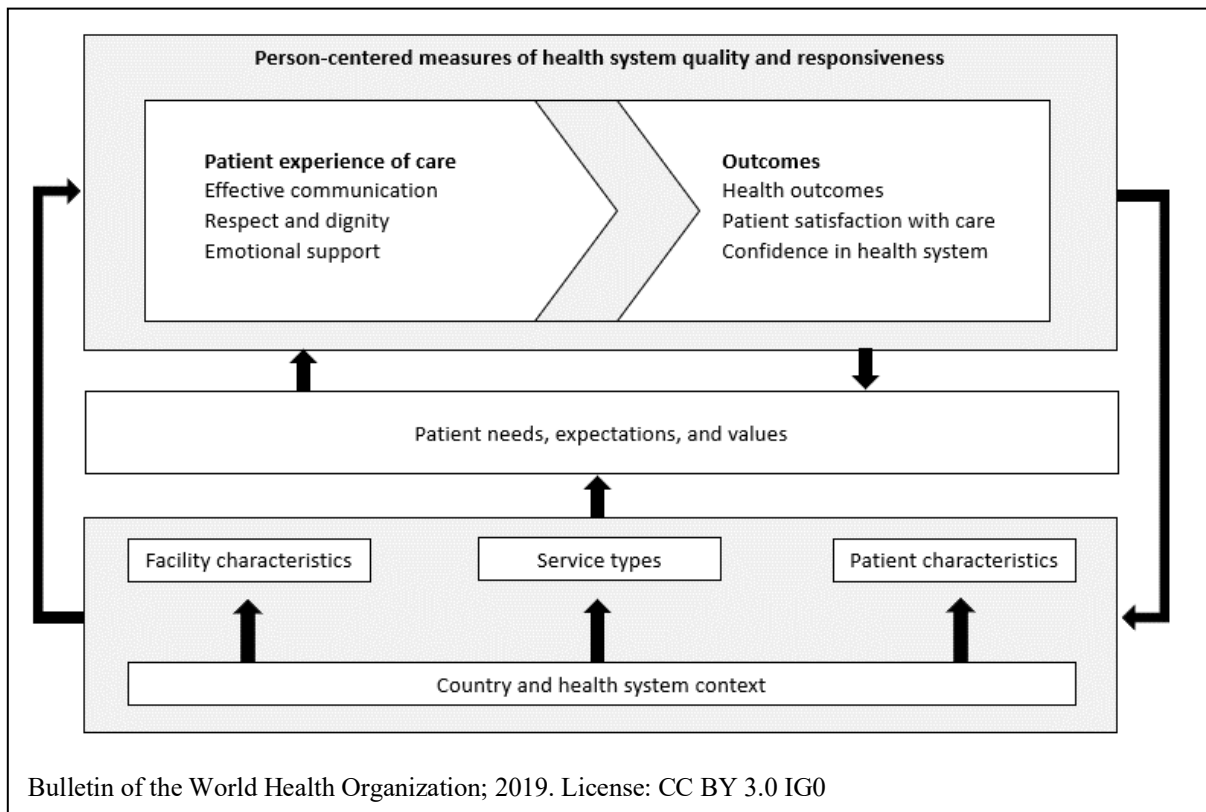 Person-centered measures of health system quality and responsiveness
Patient experience of care
Effective communication
Respect and dignity
Emotional support
Outcomes
Health outcomes
Patient satisfaction with care
Confidence in health system
Patient needs, expectations, and values
Facility characteristics
Service types
Patient characteristics
Country and health system context
Bulletin of the World Health Organization; 2019. License: CC BY 3.0 IG0